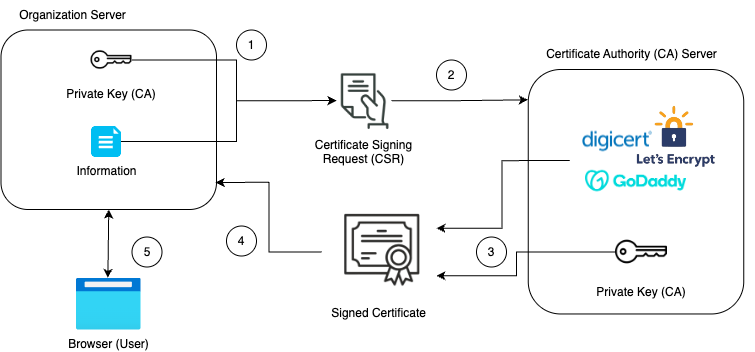 Organization Server
1
Private Key (CA)
Information
Certificate Signing
Request (CSR)
2
Certificate Authority (CA) Server
digicert®
Let's Encrypt
GoDaddy
3
Private Key (CA)
Signed Certificate
4
5
Browser (User)